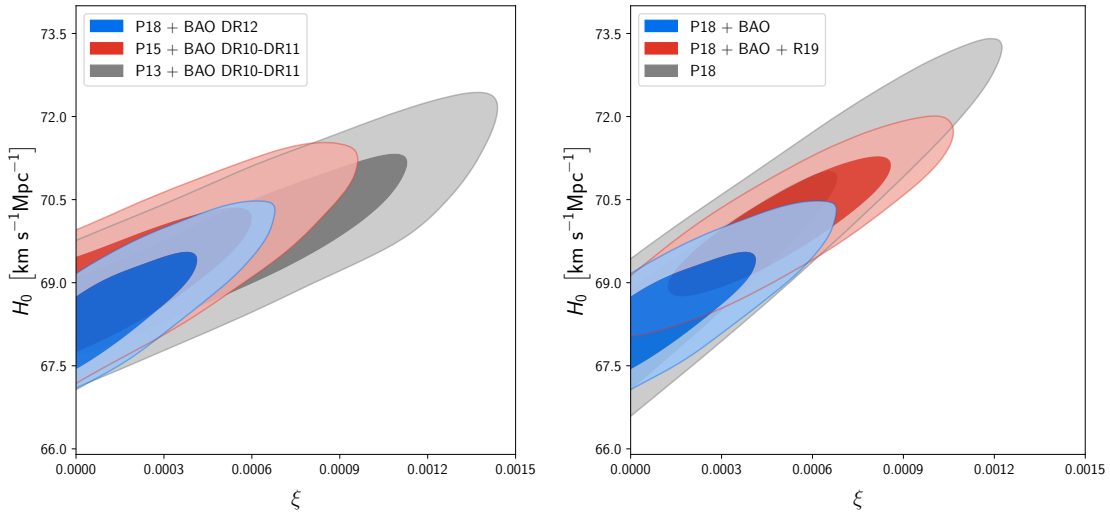 P18 + BAO DR12
P15 + BAO DR10-DR11
P13 + BAO DR10-DR11
73.5
72.0
70.5
69.0
67.5
66.0
H₀ [km s⁻¹Mpc⁻¹]
0.0000 0.0003 0.0006 0.0009 0.0012 0.0015
ξ
P18 + BAO
P18 + BAO + R19
P18
73.5
72.0
70.5
69.0
67.5
66.0
H₀ [km s⁻¹Mpc⁻¹]
0.0000 0.0003 0.0006 0.0009 0.0012 0.0015
ξ